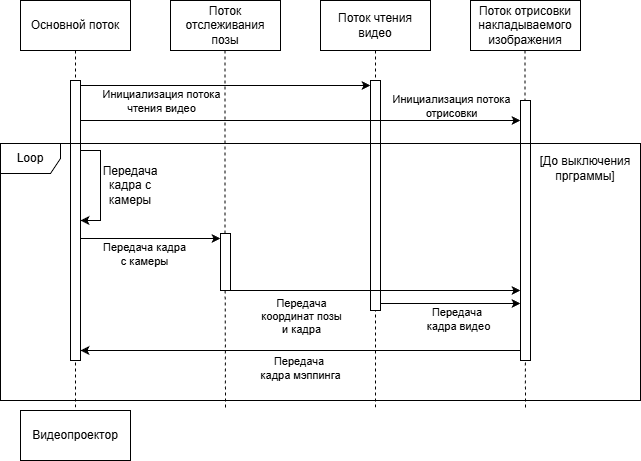 Основной поток
Поток
отслеживания
позы
Поток чтения
видео
Поток отрисовки
накладываемого
изображения
Инициализация потока
чтения видео
Инициализация потока
отрисовки
Loop
[До выключения
прграммы]
Передача
кадра с
камеры
Передача кадра
с камеры
Передача
координат позы
и кадра
Передача
кадра видео
Передача
кадра мэппинга
Видеопроектор